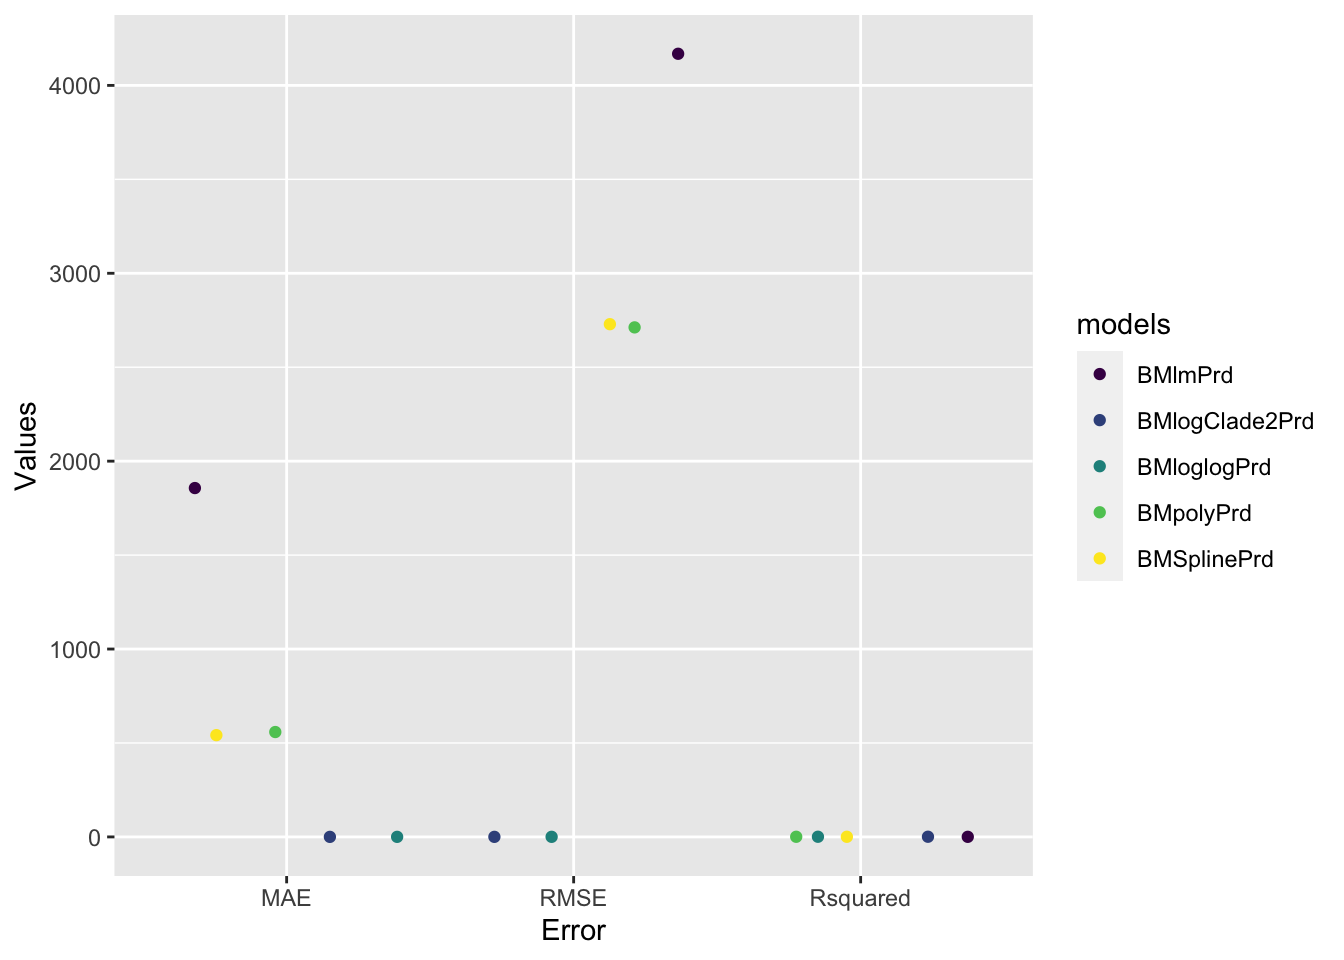 4000
3000
2000
1000
0
Values
MAE
RMSE
Rsquared
Error
models
BMlmPrd
BMlogClade2Prd
BMloglogPrd
BMpolyPrd
BMSplinePrd